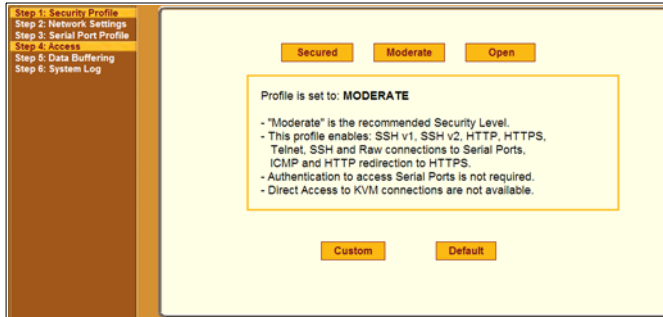 Step 1: Security Profile
Step 2: Network Settings
Step 3: Serial Port Profile
Step 4: Access
Step 5: Data Buffering
Step 6: System Log
Secured Moderate Open
Profile is set to: MODERATE
- "Moderate" is the recommended Security Level.
- This profile enables: SSH v1, SSH v2, HTTP, HTTPS,
Telnet, SSH and Raw connections to Serial Ports,
ICMP and HTTP redirection to HTTPS.
- Authentication to access Serial Ports is not required.
- Direct Access to KVM connections are not available.
Custom Default